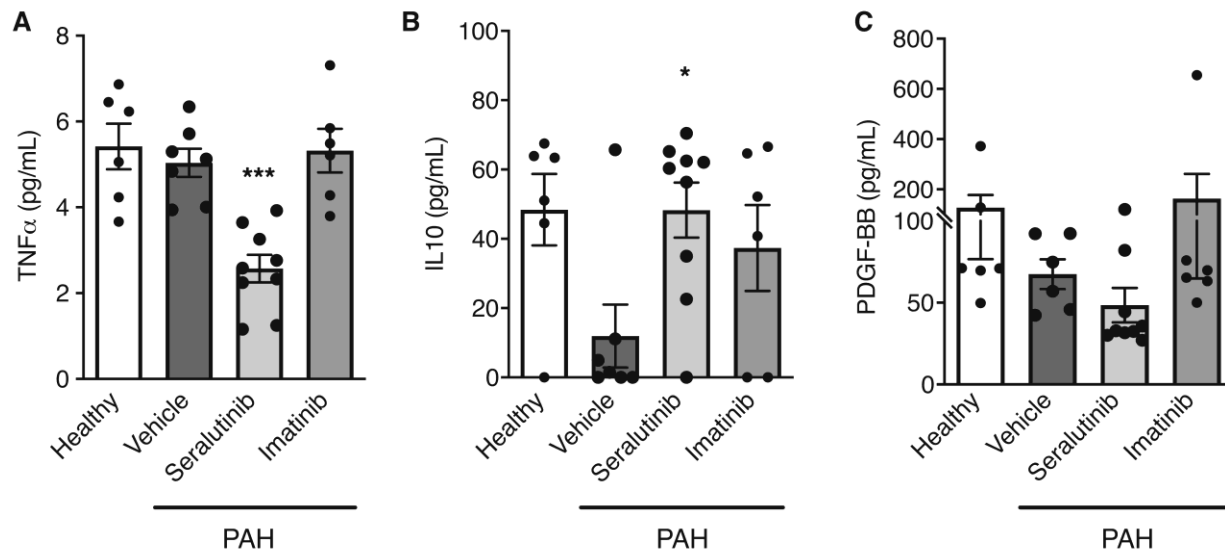 A
TNFα (pg/mL)
8
6
4
2
0
***
Healthy
Vehicle
Seralutinib
Imatinib
PAH
B
IL10 (pg/mL)
100
80
60
40
20
0
*
Healthy
Vehicle
Seralutinib
Imatinib
PAH
C
PDGF-BB (pg/mL)
800
600
400
200
100
50
0
Healthy
Vehicle
Seralutinib
Imatinib
PAH